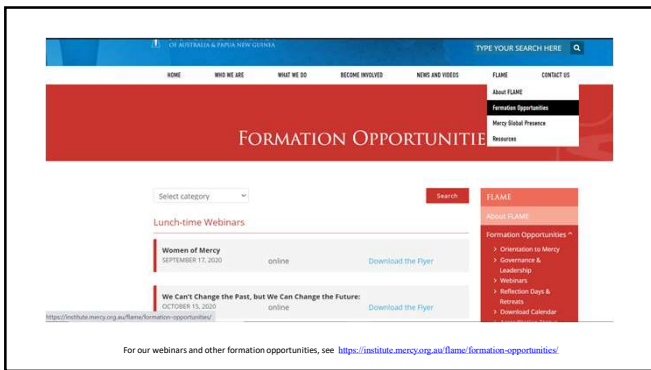 OF AUSTRALIA & PAPUA NEW GUINEA
TYPE YOUR SEARCH HERE
HOME WHO WE ARE WHAT WE DO BECOME INVOLVED NEWS AND VIDEOS FLAME CONTACT US
About FLAME
Formation Opportunities
Mercy Global Presence
Resources
FORMATION OPPORTUNITIE
Select category
Search
Lunch-time Webinars
Women of Mercy
SEPTEMBER 17, 2020 online Download the Flyer
We Can't Change the Past, but We Can Change the Future:
OCTOBER 15, 2020 online Download the Flyer
FLAME
About FLAME
Formation Opportunities
> Orientation to Mercy
> Governance &
Leadership
> Webinars
> Reflection Days &
Retreats
> Download Calendar
https://institute.mercy.org.au/flame/formation-opportunities/
For our webinars and other formation opportunities, see https://institute.mercy.org.au/flame/formation-opportunities/